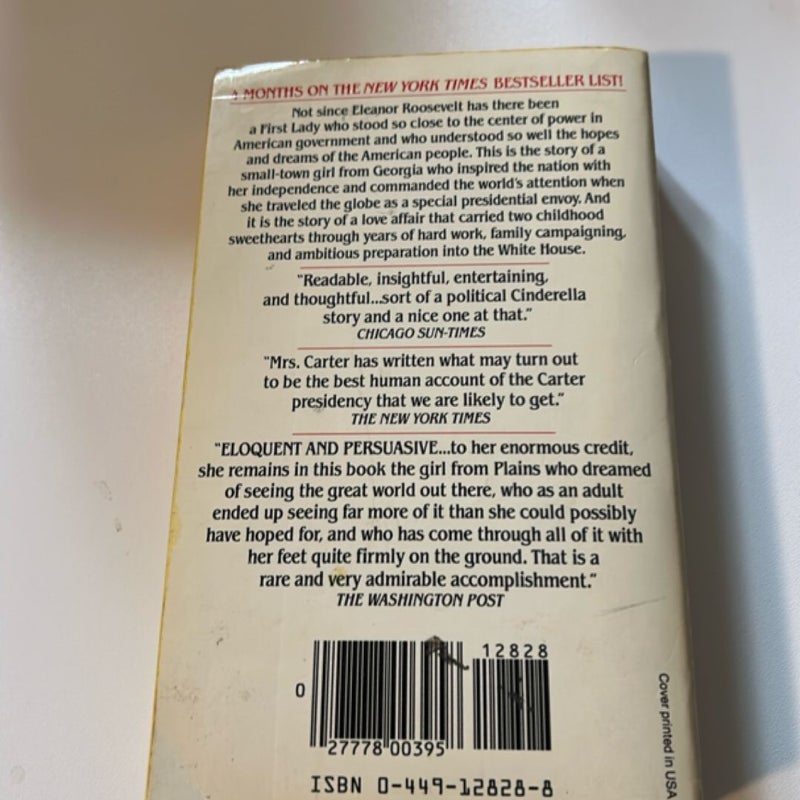 MONTHS ON THE NEW YORK TIMES BESTSELLER LIST!
Not since Eleanor Roosevelt has there been
a First Lady who stood so close to the center of power in
American government and who understood so well the hopes
and dreams of the American people. This is the story of a
small-town girl from Georgia who inspired the nation with
her independence and commanded the world's attention when
she traveled the globe as a special presidential envoy. And
it is the story of a love affair that carried two childhood
sweethearts through years of hard work, family campaigning,
and ambitious preparation into the White House.
"Readable, insightful, entertaining,
and thoughtful...sort of a political Cinderella
story and a nice one at that."
CHICAGO SUN-TIMES
"Mrs. Carter has written what may turn out
to be the best human account of the Carter
presidency that we are likely to get."
THE NEW YORK TIMES
"ELOQUENT AND PERSUASIVE...to her enormous credit,
she remains in this book the girl from Plains who dreamed
of seeing the great world out there, who as an adult
ended up seeing far more of it than she could possibly
have hoped for, and who has come through all of it with
her feet quite firmly on the ground. That is a
rare and very admirable accomplishment."
THE WASHINGTON POST
12828
0
27778 00395
ISBN 0-449-12828-8
Cover printed in USA